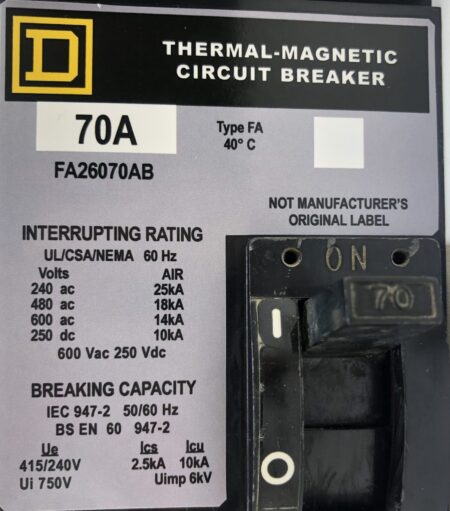 D
THERMAL-MAGNETIC
CIRCUIT BREAKER
70A
Type FA
40° C
FA26070AB
NOT MANUFACTURER'S
ORIGINAL LABEL
INTERRUPTING RATING
UL/CSA/NEMA 60 Hz
Volts AIR
240 ac 25kA
480 ac 18kA
600 ac 14kA
250 dc 10kA
600 Vac 250 Vdc
BREAKING CAPACITY
IEC 947-2 50/60 Hz
BS EN 60 947-2
Ue Ics Icu
415/240V 2.5kA 10kA
Ui 750V Uimp 6kV
ON
70
I
O